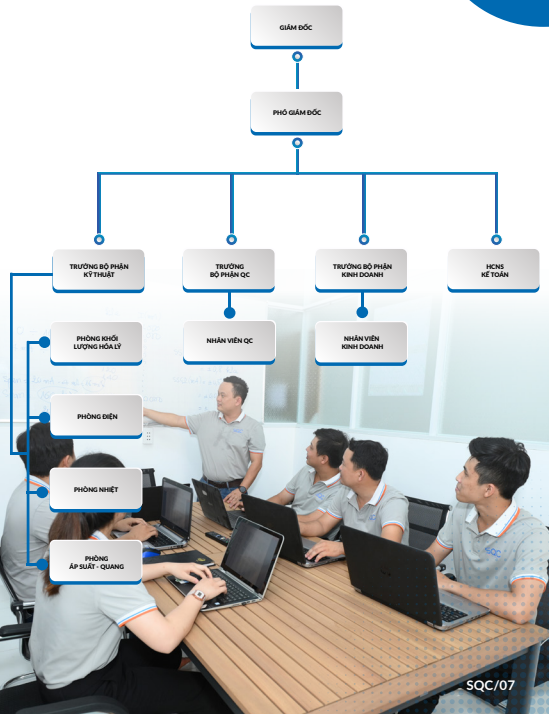 GIÁM ĐỐC
PHÓ GIÁM ĐỐC
TRƯỞNG BỘ PHẬN
KỸ THUẬT
TRƯỞNG
BỘ PHẬN QC
TRƯỞNG BỘ PHẬN
KINH DOANH
HCNS
KẾ TOÁN
PHÒNG KHỐI
LƯỢNG HÓA LÝ
NHÂN VIÊN QC
NHÂN VIÊN
KINH DOANH
PHÒNG ĐIỆN
PHÒNG NHIỆT
PHÒNG
ÁP SUẤT - QUANG
SQC
SQC/07